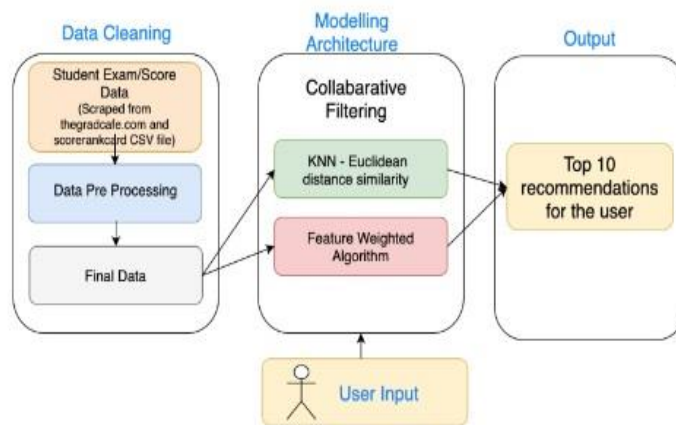 Data Cleaning
Student Exam/Score
Data
(Scraped from
thegradcafe.com and
scorerankcard CSV file)
Data Pre Processing
Final Data
Modelling
Architecture
Collabarative
Filtering
KNN - Euclidean
distance similarity
Feature Weighted
Algorithm
User Input
Output
Top 10
recommendations
for the user